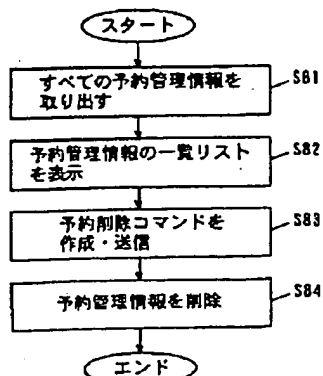 スタート
すべての予約管理情報を
取り出す
S81
予約管理情報の一覧リスト
を表示
S82
予約削除コマンドを
作成・送信
S83
予約管理情報を削除
S84
エンド